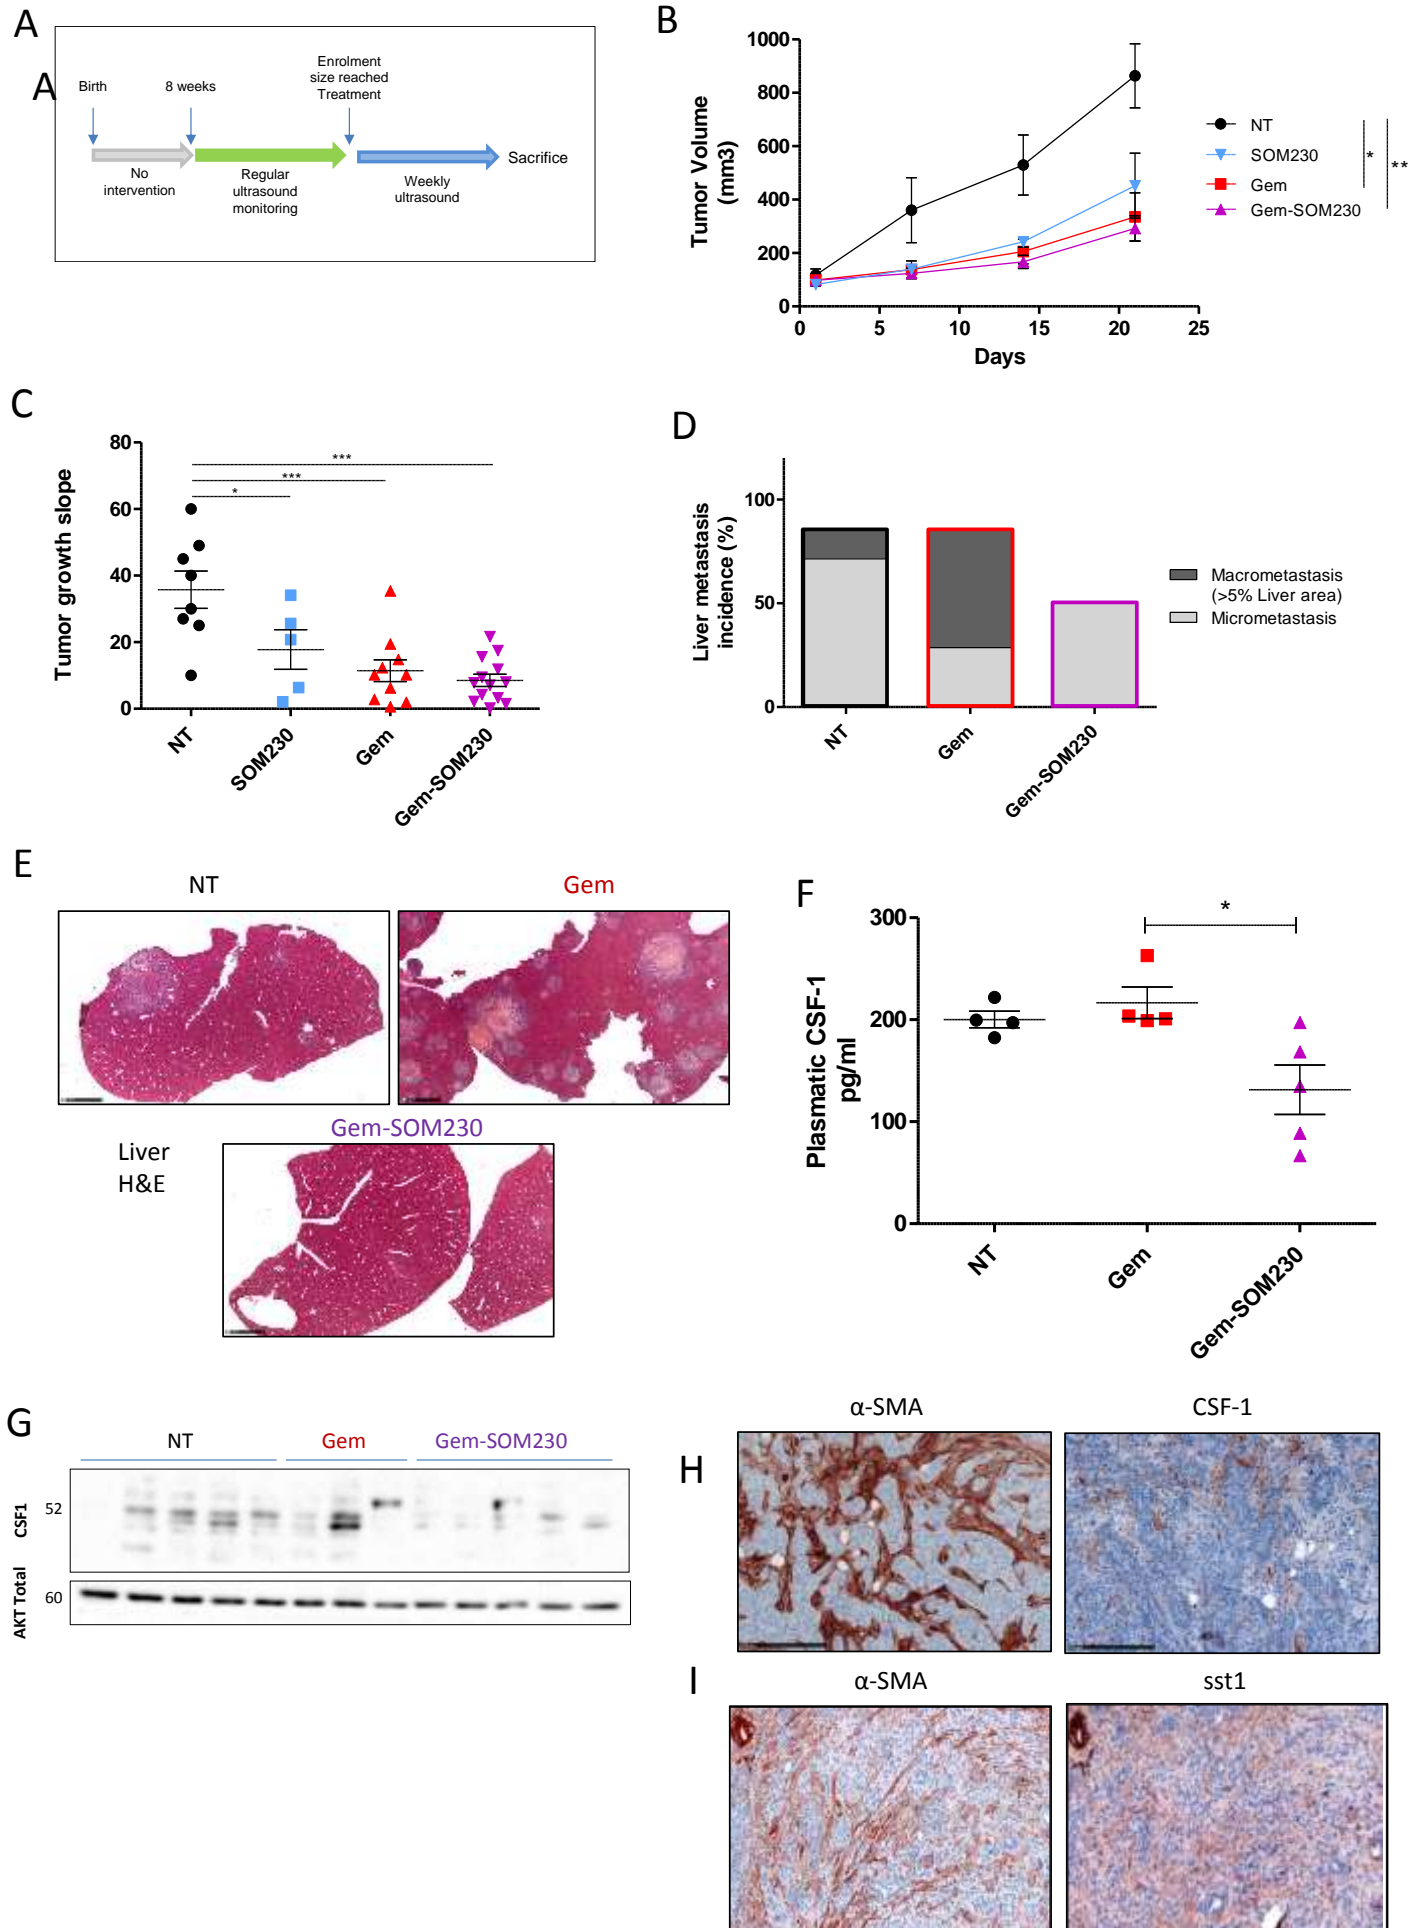 A
A
Birth
8 weeks
Enrolment
size reached
Treatment
No
intervention
Regular
ultrasound
monitoring
Weekly
ultrasound
Sacrifice
B
Tumor Volume
(mm3)
1000
800
600
400
200
0
0 5 10 15 20 25
Days
NT
SOM230
Gem
Gem-SOM230
*
**
C
Tumor growth slope
80
60
40
20
0
***
***
*
NT
SOM230
Gem
Gem-SOM230
D
Liver metastasis
incidence (%)
100
50
0
NT
Gem
Gem-SOM230
Macrometastasis
(>5% Liver area)
Micrometastasis
E
NT
Gem
Gem-SOM230
Liver
H&E
F
Plasmatic CSF-1
pg/ml
300
200
100
0
*
NT
Gem
Gem-SOM230
G
NT
Gem
Gem-SOM230
CSF1
52
AKT Total
60
H
α-SMA
CSF-1
I
α-SMA
sst1